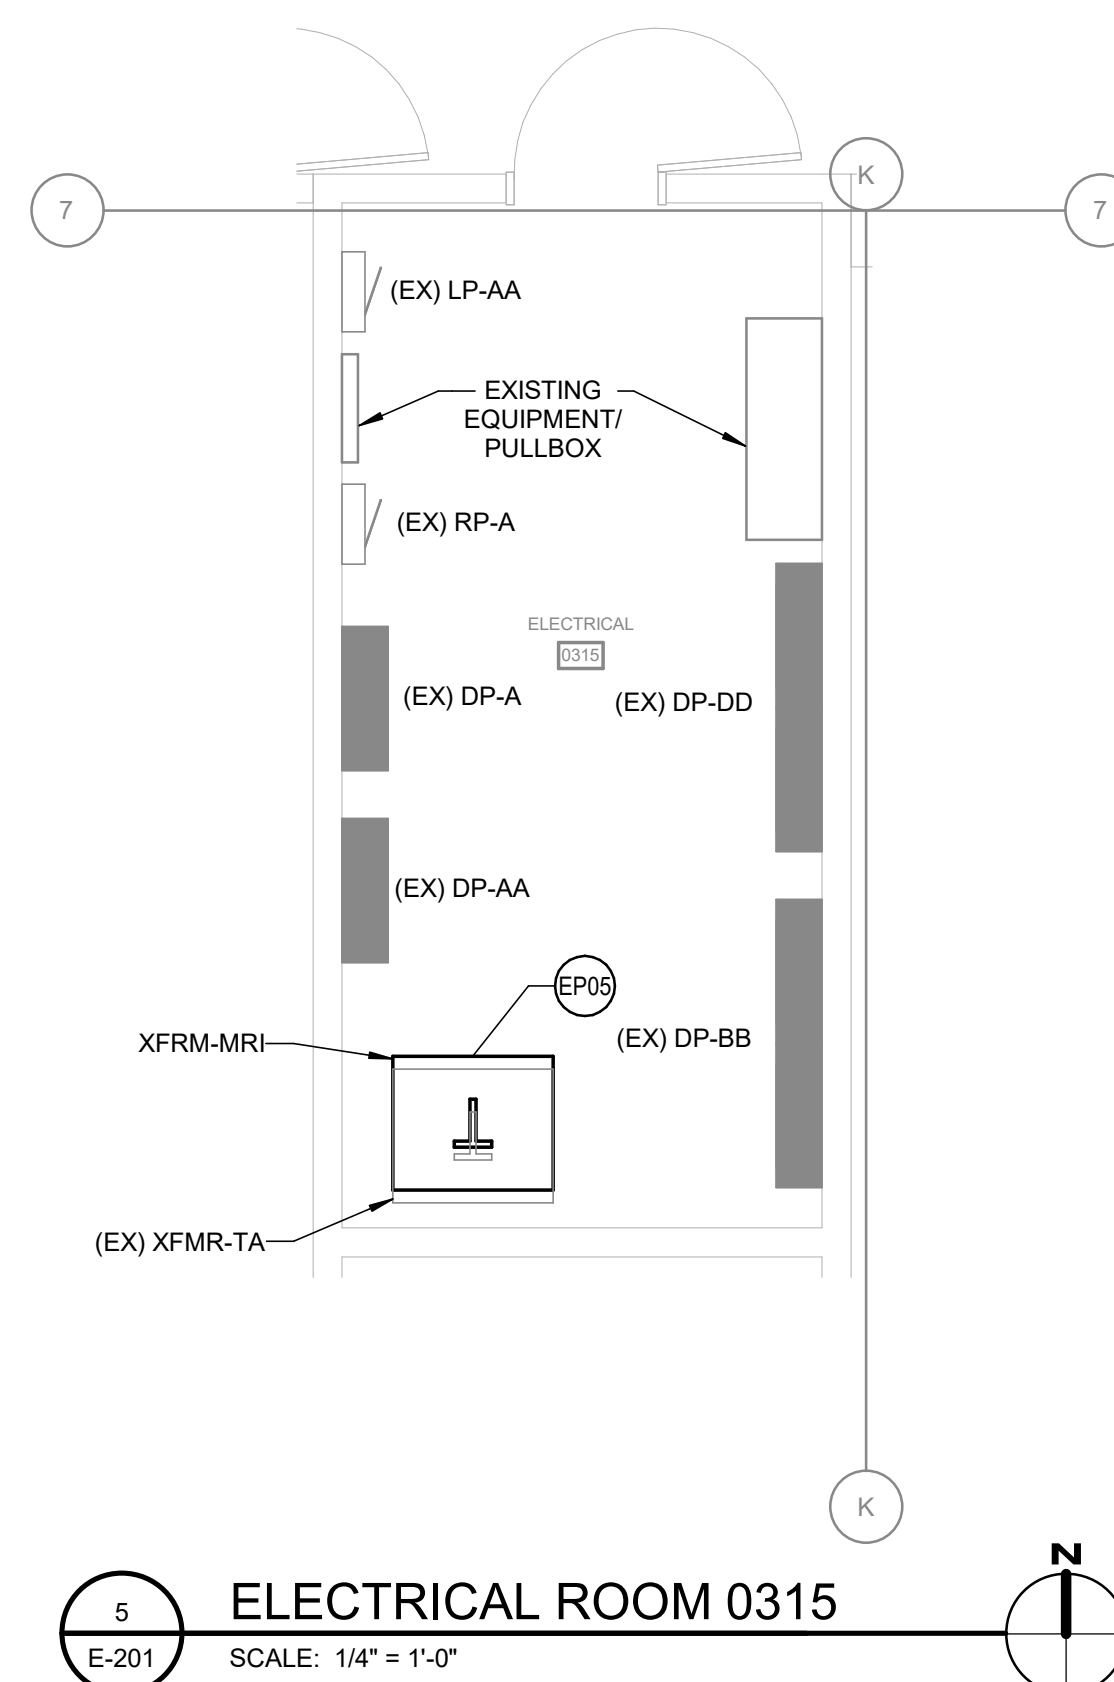 K
7
7
(EX) LP-AA
EXISTING
EQUIPMENT/
PULLBOX
(EX) RP-A
ELECTRICAL
0315
(EX) DP-A
(EX) DP-DD
(EX) DP-AA
EP05
XFRM-MRI
(EX) DP-BB
(EX) XFMR-TA
K
N
5
ELECTRICAL ROOM 0315
E-201
SCALE: 1/4" = 1'-0"